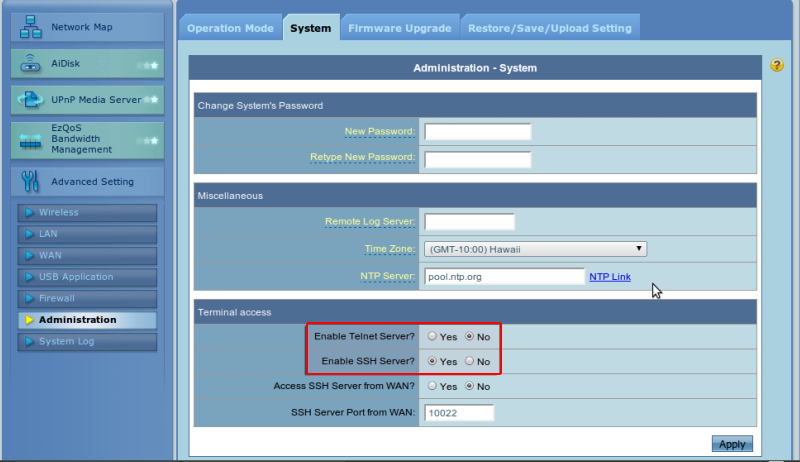 Network Map
AiDisk
UPnP Media Server
EzQoS
Bandwidth
Management
Advanced Setting
Wireless
LAN
WAN
USB Application
Firewall
Administration
System Log
Operation Mode System Firmware Upgrade Restore/Save/Upload Setting
Administration - System
?
Change System's Password
New Password:
Retype New Password:
Miscellaneous
Remote Log Server:
Time Zone: (GMT-10:00) Hawaii
NTP Server: pool.ntp.org NTP Link
Terminal access
Enable Telnet Server? Yes No
Enable SSH Server? Yes No
Access SSH Server from WAN? Yes No
SSH Server Port from WAN: 10022
Apply